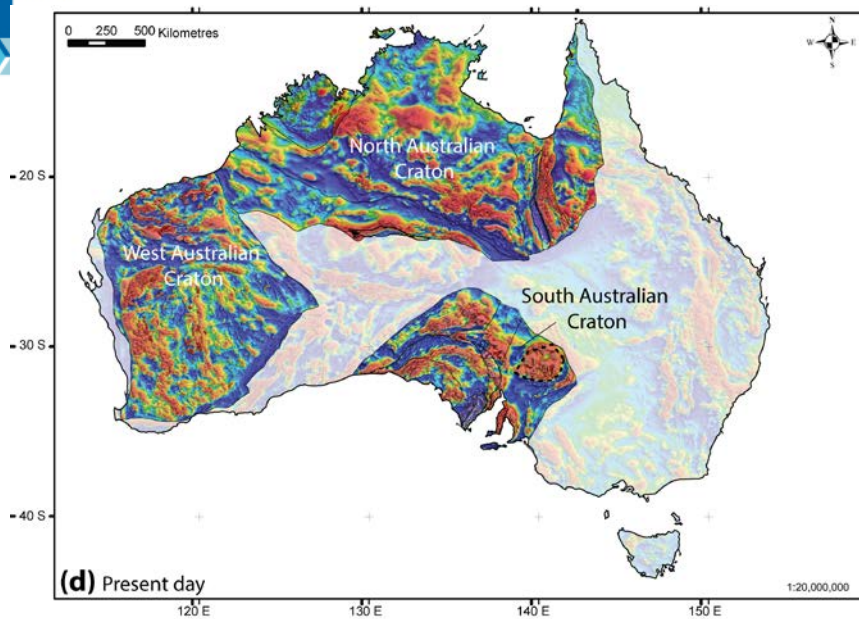 0 250 500 Kilometres
N
W E
S
North Australian
Craton
20 S
West Australian
Craton
South Australian
Craton
30 S
40 S
(d) Present day
1:20,000,000
120 E 130 E 140 E 150 E